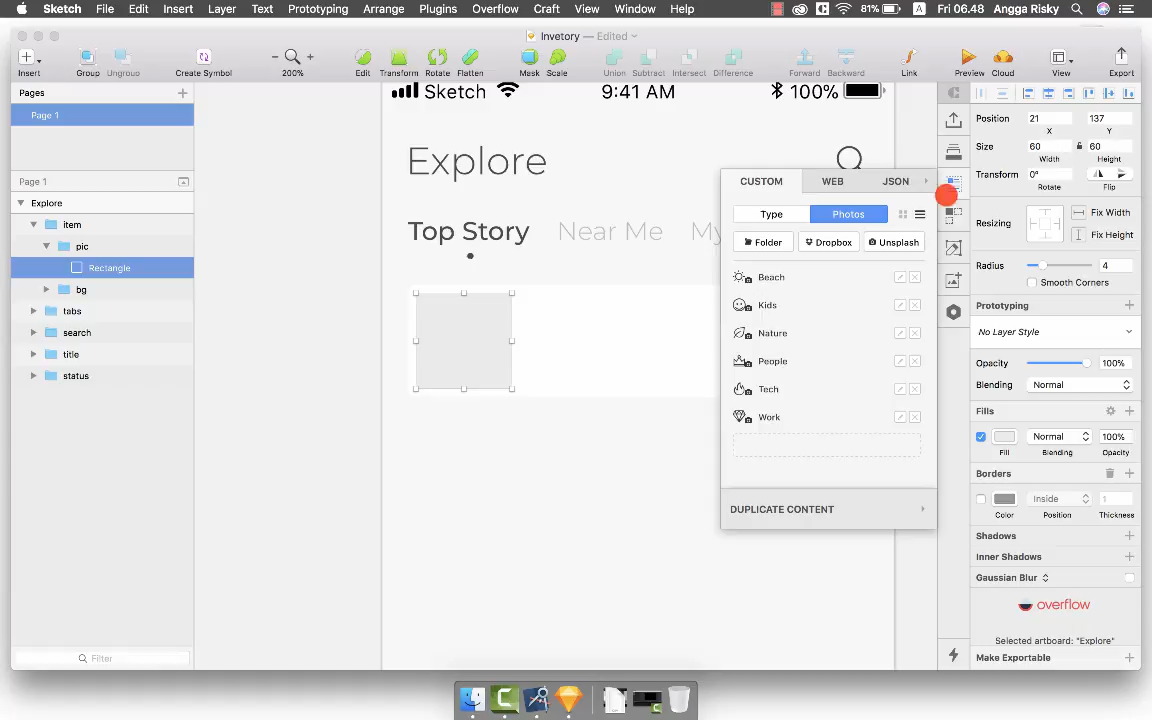 Sketch File Edit Insert Layer Text Prototyping Arrange Plugins Overflow Craft View Window Help 81% A Fri 06.48 Angga Risky
Invetory — Edited
Insert Group Ungroup Create Symbol 200% Edit Transform Rotate Flatten Mask Scale Union Subtract Intersect Difference Forward Backward Link Preview Cloud View Export
Pages
Page 1
Page 1
Explore
item
pic
Rectangle
bg
tabs
search
title
status
Filter
Sketch 9:41 AM 100%
Explore
Top Story Near Me My
CUSTOM WEB JSON
Type Photos
Folder Dropbox Unsplash
Beach
Kids
Nature
People
Tech
Work
DUPLICATE CONTENT
Position 21 137
X Y
Size 60 60
Width Height
Transform 0°
Rotate Flip
Resizing Fix Width
Fix Height
Radius 4
Smooth Corners
Prototyping
No Layer Style
Opacity 100%
Blending Normal
Fills
Normal 100%
Fill Blending Opacity
Borders
Inside 1
Color Position Thickness
Shadows
Inner Shadows
Gaussian Blur
overflow
Selected artboard: "Explore"
Make Exportable